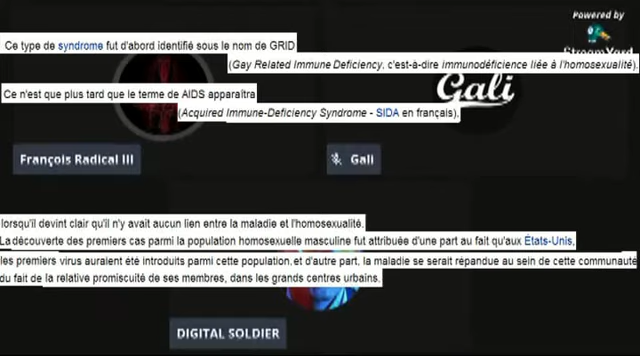 Powered by
StreamYard
Ce type de syndrome fut d'abord identifié sous le nom de GRID
(Gay Related Immune Deficiency, c'est-à-dire immunodéficience liée à l'homosexualité).
Ce n'est que plus tard que le terme de AIDS apparaîtra
(Acquired Immune-Deficiency Syndrome - SIDA en français),
Gali
François Radical III
Gali
lorsqu'il devint clair qu'il n'y avait aucun lien entre la maladie et l'homosexualité.
La découverte des premiers cas parmi la population homosexuelle masculine fut attribuée d'une part au fait qu'aux États-Unis,
les premiers virus auraient été introduits parmi cette population, et d'autre part, la maladie se serait répandue au sein de cette communauté
du fait de la relative promiscuité de ses membres, dans les grands centres urbains.
DIGITAL SOLDIER